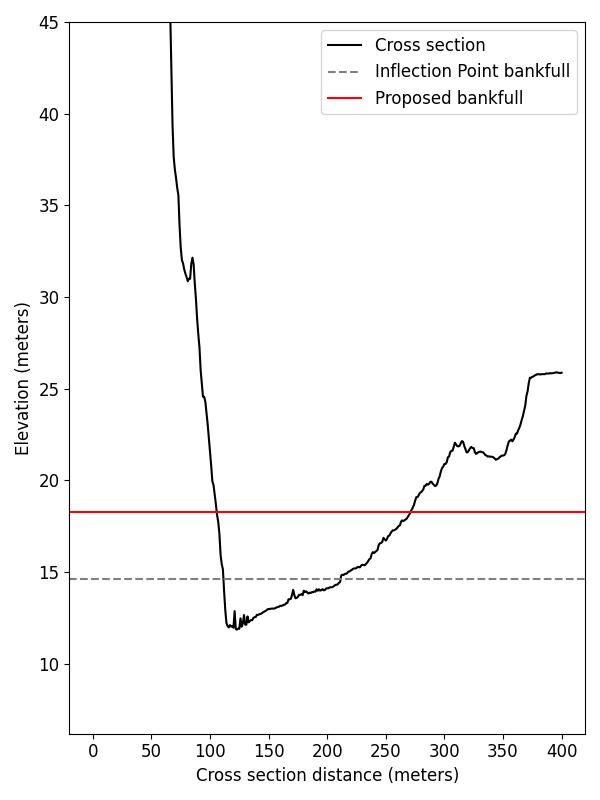 45
40
35
30
25
20
15
10
Elevation (meters)
Cross section
Inflection Point bankfull
Proposed bankfull
0 50 100 150 200 250 300 350 400
Cross section distance (meters)